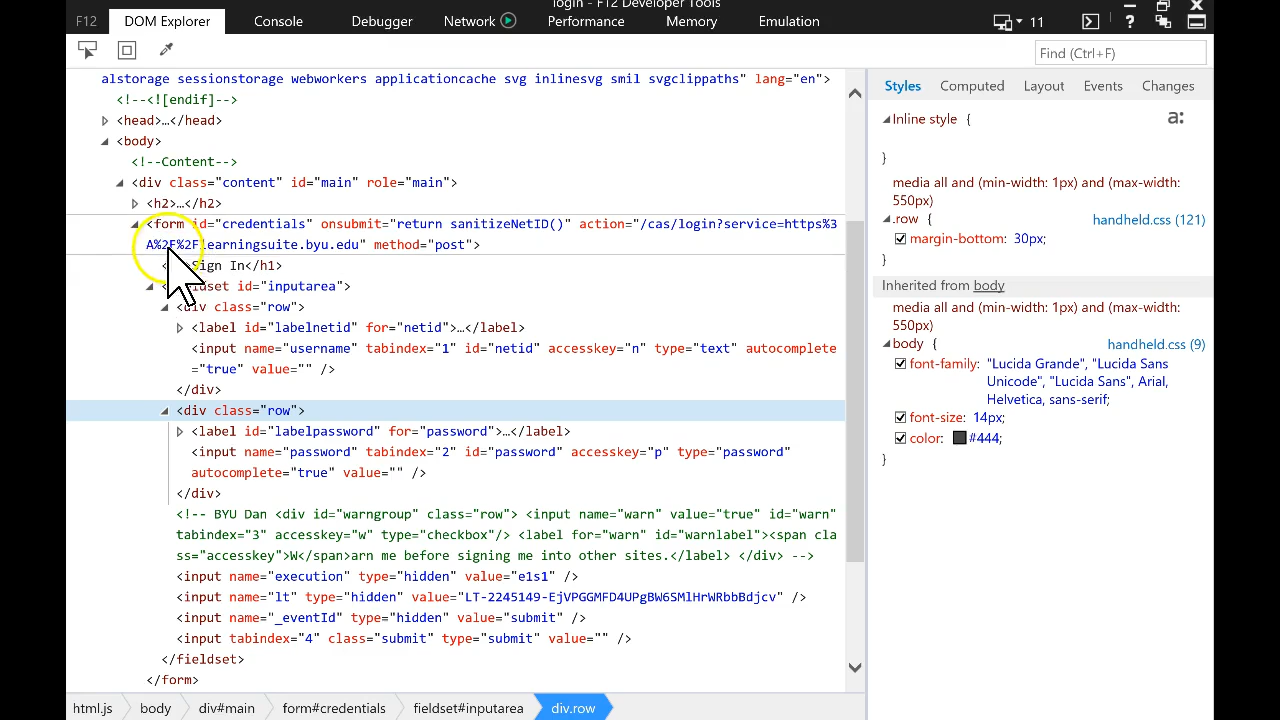 login - F12 Developer Tools
F12 DOM Explorer Console Debugger Network Performance Memory Emulation 11 ?
Find (Ctrl+F)
alstorage sessionstorage webworkers applicationcache svg inlinesvg smil svgclippaths" lang="en">
<!--<![endif]-->
<head>…</head>
<body>
<!--Content-->
<div class="content" id="main" role="main">
<h2>…</h2>
<form id="credentials" onsubmit="return sanitizeNetID()" action="/cas/login?service=https%3
A%2F%2Flearningsuite.byu.edu" method="post">
Sign In</h1>
ldset id="inputarea">
<div class="row">
<label id="labelnetid" for="netid">…</label>
<input name="username" tabindex="1" id="netid" accesskey="n" type="text" autocomplete
="true" value="" />
</div>
<div class="row">
<label id="labelpassword" for="password">…</label>
<input name="password" tabindex="2" id="password" accesskey="p" type="password"
autocomplete="true" value="" />
</div>
<!-- BYU Dan <div id="warngroup" class="row"> <input name="warn" value="true" id="warn"
tabindex="3" accesskey="w" type="checkbox"/> <label for="warn" id="warnlabel"><span cla
ss="accesskey">W</span>arn me before signing me into other sites.</label> </div> -->
<input name="execution" type="hidden" value="e1s1" />
<input name="lt" type="hidden" value="LT-2245149-EjVPGGMFD4UPgBW6SMlHrWRbbBdjcv" />
<input name="_eventId" type="hidden" value="submit" />
<input tabindex="4" class="submit" type="submit" value="" />
</fieldset>
</form>
html.js body div#main form#credentials fieldset#inputarea div.row
Styles Computed Layout Events Changes
Inline style {
a:
}
media all and (min-width: 1px) and (max-width:
550px)
.row { handheld.css (121)
margin-bottom: 30px;
}
Inherited from body
media all and (min-width: 1px) and (max-width:
550px)
body { handheld.css (9)
font-family: "Lucida Grande", "Lucida Sans
Unicode", "Lucida Sans", Arial,
Helvetica, sans-serif;
font-size: 14px;
color: #444;
}